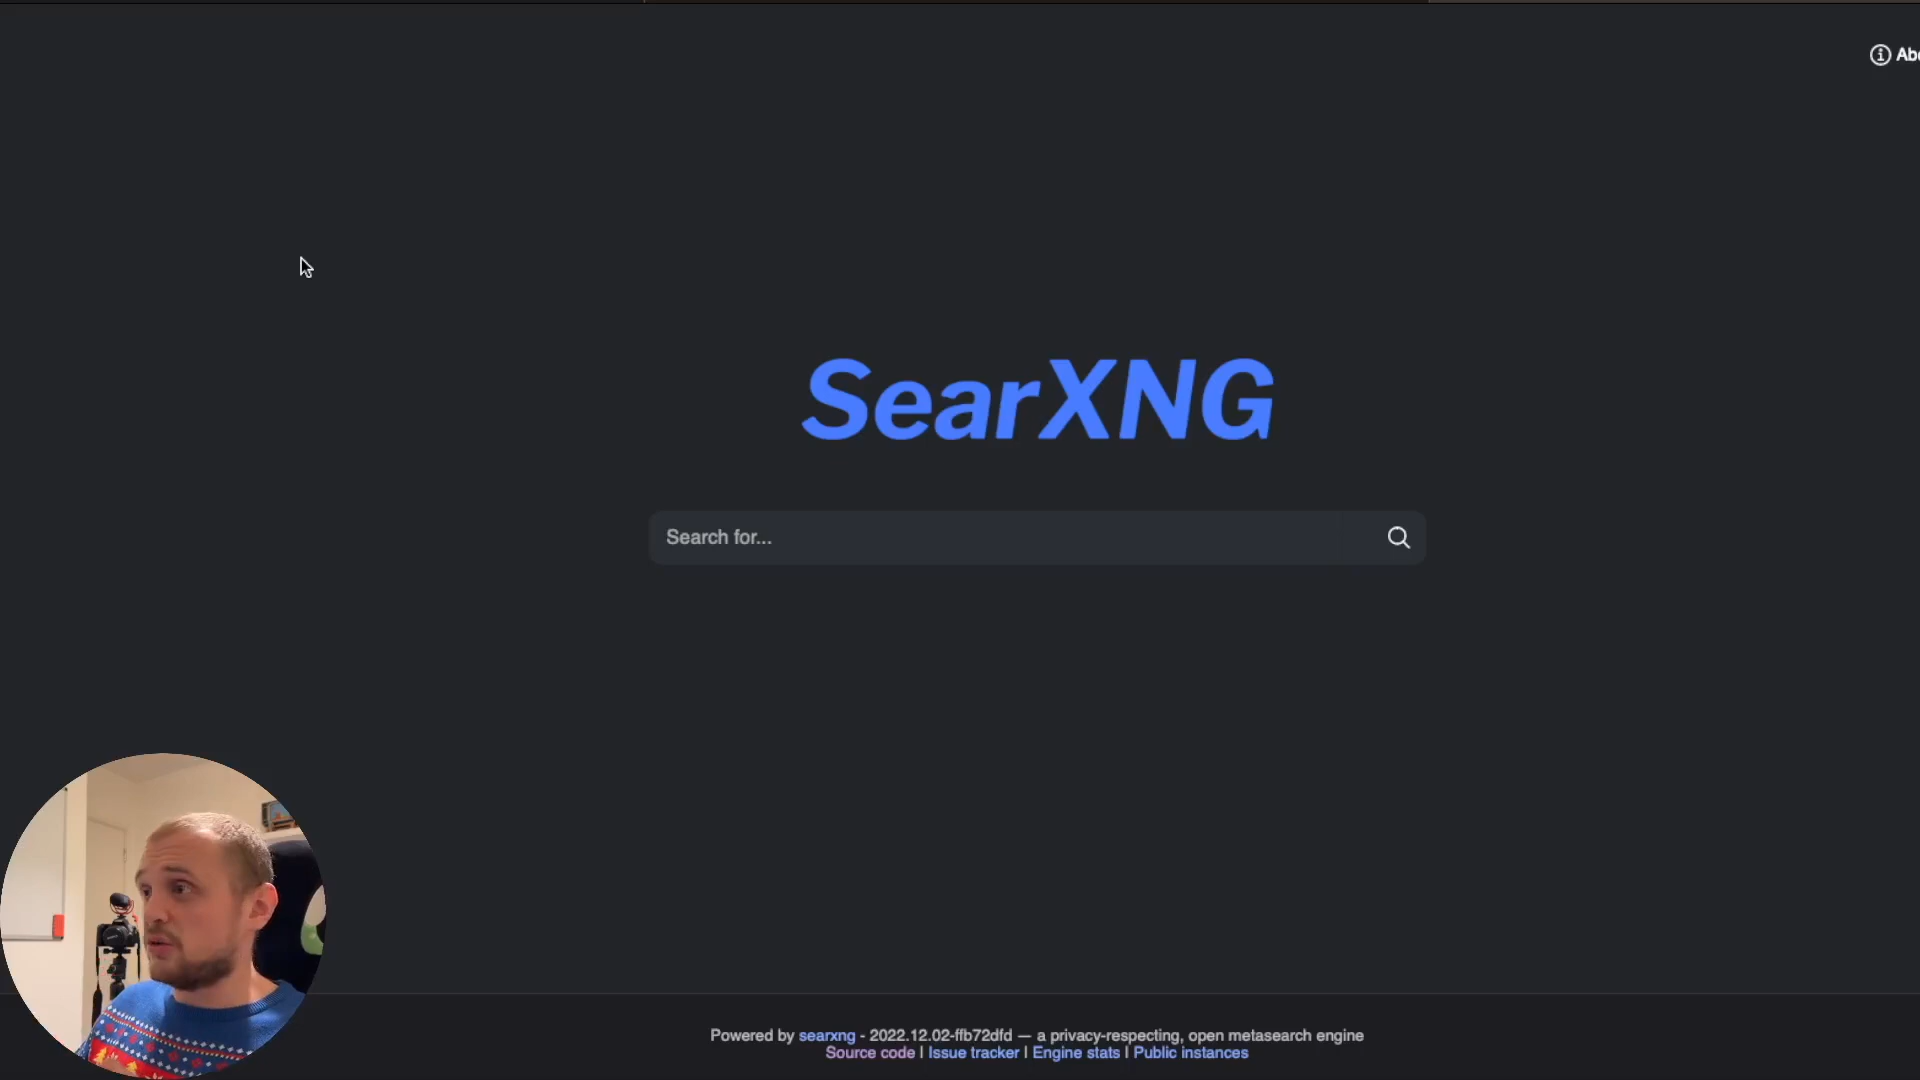 Abo
SearXNG
Search for...
Powered by searxng - 2022.12.02-ffb72dfd — a privacy-respecting, open metasearch engine
Source code | Issue tracker | Engine stats | Public instances